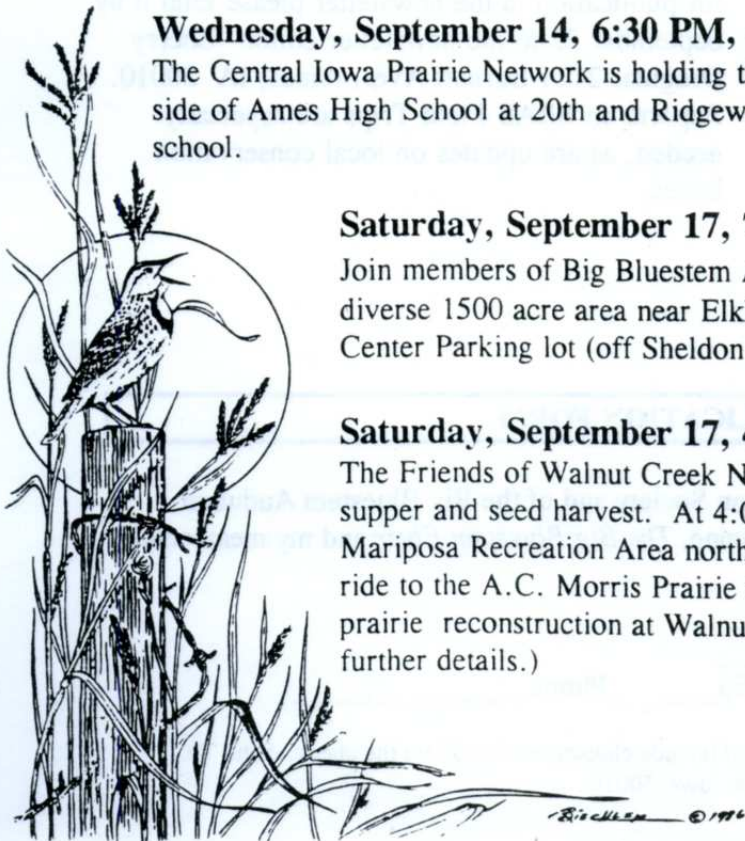 Wednesday, September 14, 6:30 PM,
The Central Iowa Prairie Network is holding t
side of Ames High School at 20th and Ridgew
school.
Saturday, September 17,
Join members of Big Bluestem A
diverse 1500 acre area near Elk
Center Parking lot (off Sheldon
Saturday, September 17, 4
The Friends of Walnut Creek N
supper and seed harvest. At 4:0
Mariposa Recreation Area north
ride to the A.C. Morris Prairie
prairie reconstruction at Walnu
further details.)
© 1986